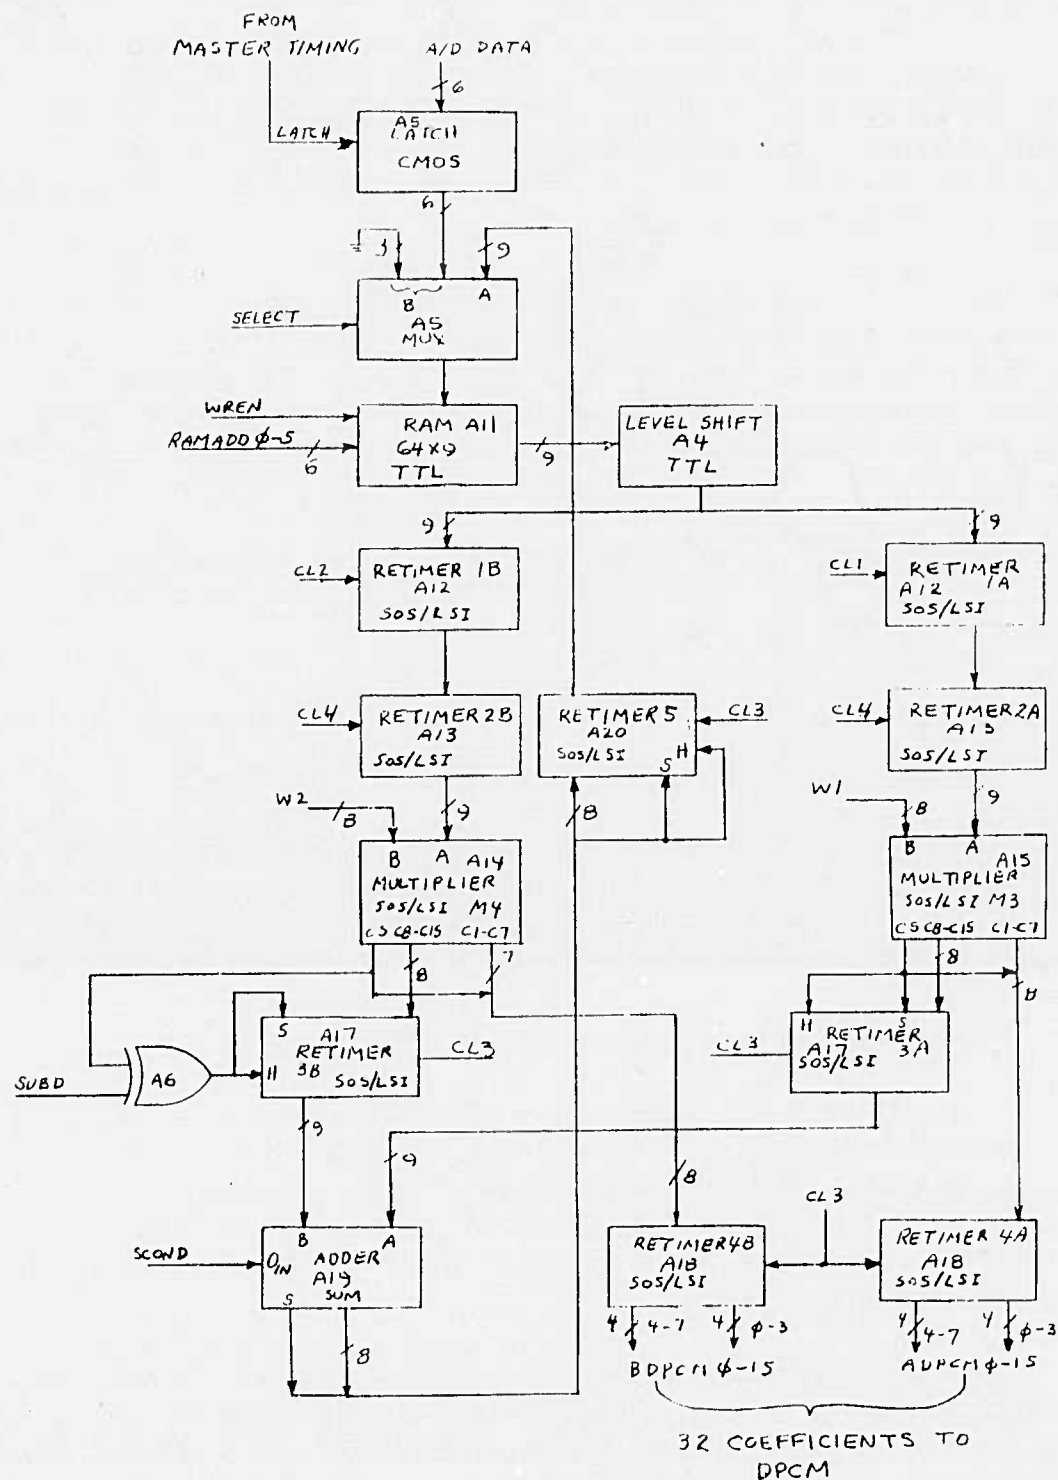 FROM
MASTER TIMING
A/D DATA
6
LATCH
A5
LATCH
CMOS
6
3
9
B
A
A5
MUX
SELECT
WREN
RAMADD φ-5
6
RAM A11
64X9
TTL
9
LEVEL SHIFT
A4
TTL
9
9
CL2
RETIMER 1B
A12
SOS/LSI
CL1
RETIMER
A12 1A
SOS/LSI
CL4
RETIMER 2B
A13
SOS/LSI
RETIMER 5
A20
SOS/LSI
H
S
CL3
CL4
RETIMER 2A
A13
SOS/LSI
W2
8
9
8
W1
8
9
B A A14
MULTIPLIER
SOS/LSI M4
CS C8-C15 C1-C7
B A A15
MULTIPLIER
SOS/LSI M3
CS C8-C15 C1-C7
8
7
8
8
SUBD
A6
S
A17
RETIMER
3B
H
SOS/LSI
CL3
CL3
H
S
RETIMER
A17 3A
SOS/LSI
9
9
8
SCOND
B A
O/IN
ADDER
A19
SUM
S
8
CL3
RETIMER 4B
A18
SOS/LSI
RETIMER 4A
A18
SOS/LSI
4 4-7
4 φ-3
4 4-7
4 φ-3
BDPCM φ-15
ADPCM φ-15
32 COEFFICIENTS TO
DPCM